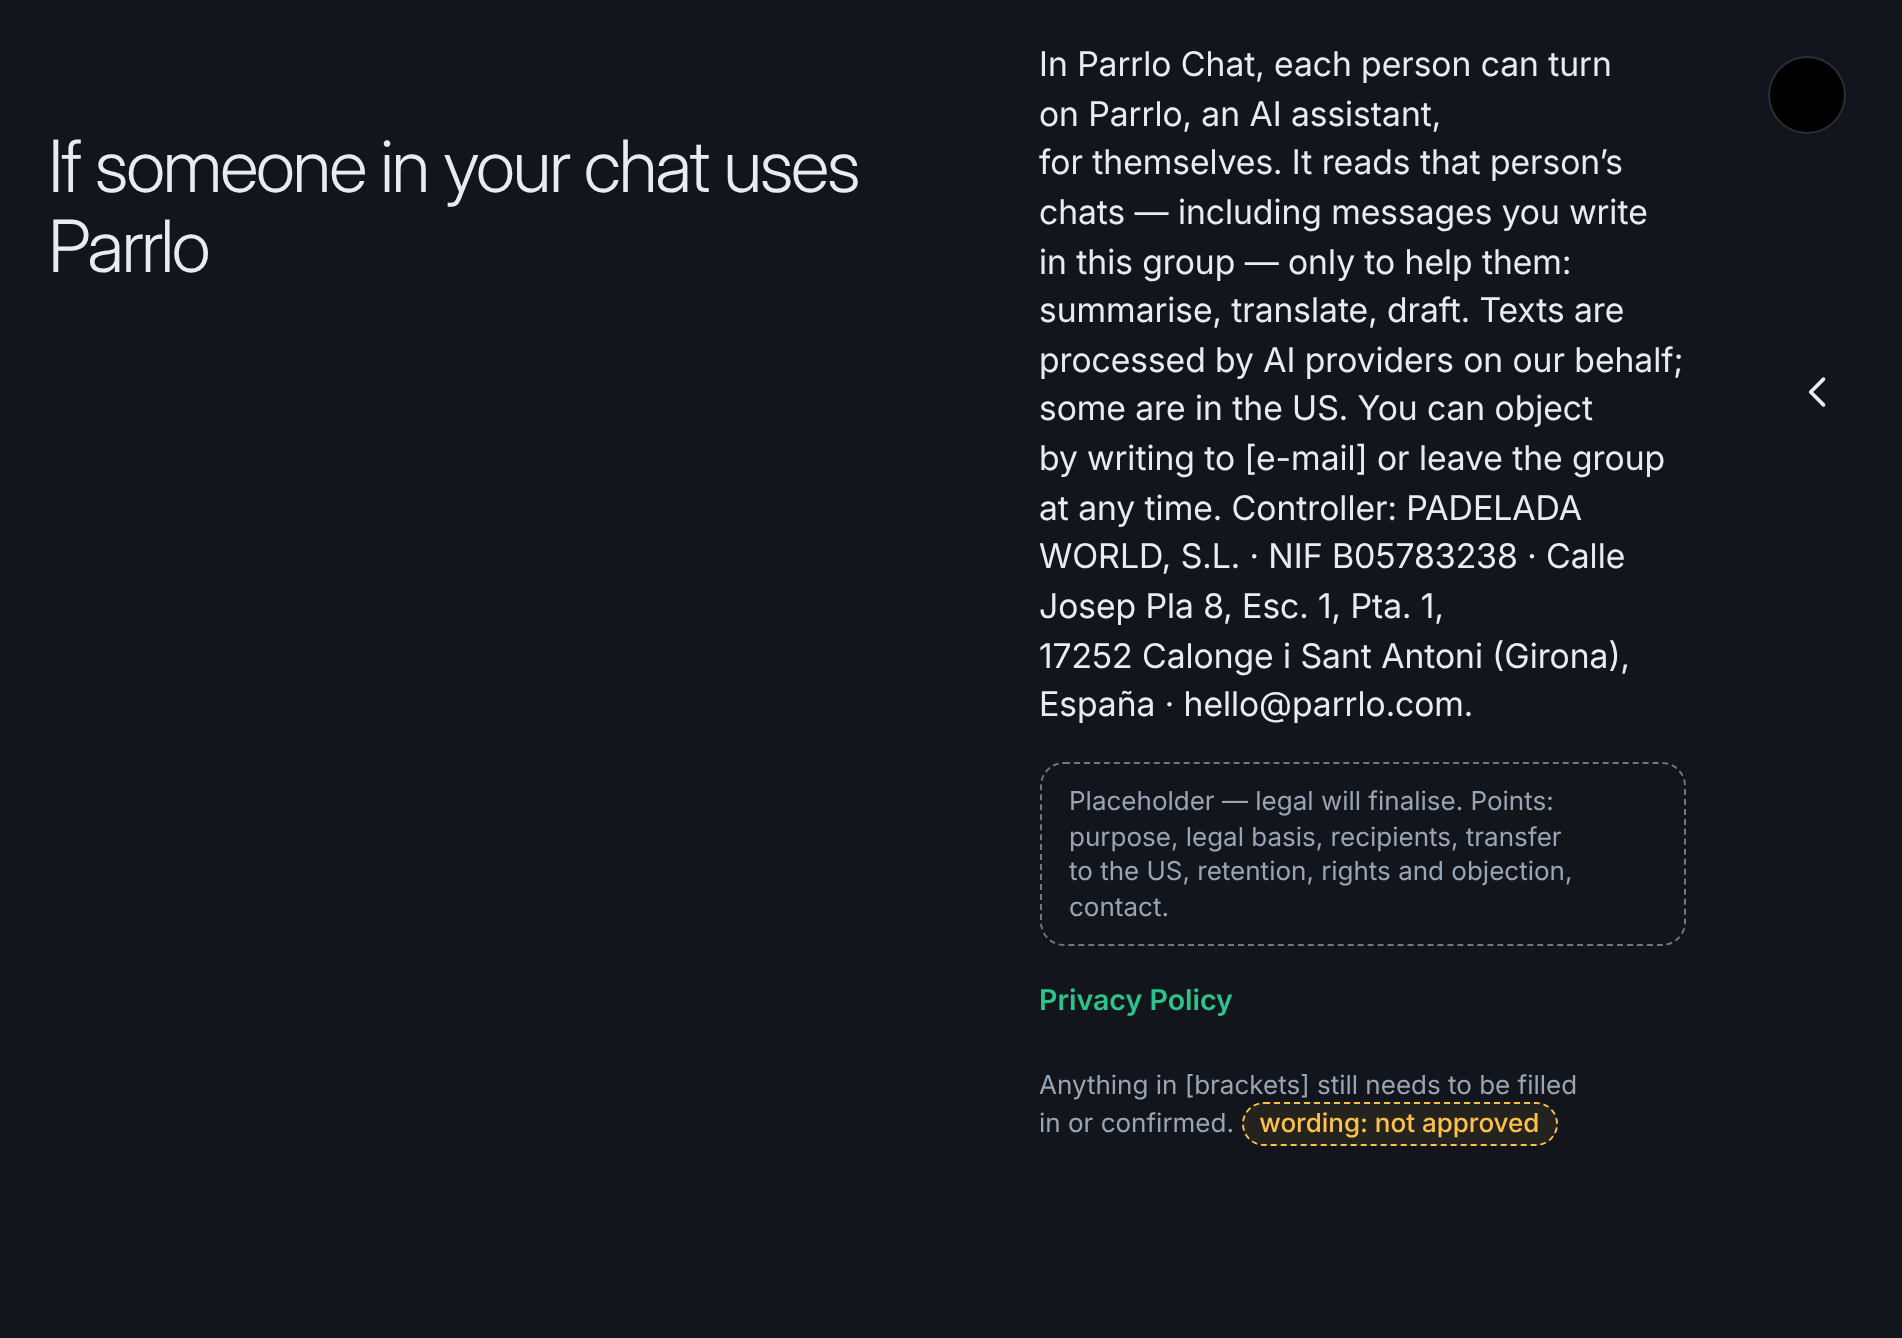 If someone in your chat uses
Parrlo
In Parrlo Chat, each person can turn
on Parrlo, an AI assistant,
for themselves. It reads that person’s
chats — including messages you write
in this group — only to help them:
summarise, translate, draft. Texts are
processed by AI providers on our behalf;
some are in the US. You can object
by writing to [e-mail] or leave the group
at any time. Controller: PADELADA
WORLD, S.L. · NIF B05783238 · Calle
Josep Pla 8, Esc. 1, Pta. 1,
17252 Calonge i Sant Antoni (Girona),
España · hello@parrlo.com.
Placeholder — legal will finalise. Points:
purpose, legal basis, recipients, transfer
to the US, retention, rights and objection,
contact.
Privacy Policy
Anything in [brackets] still needs to be filled
in or confirmed. wording: not approved